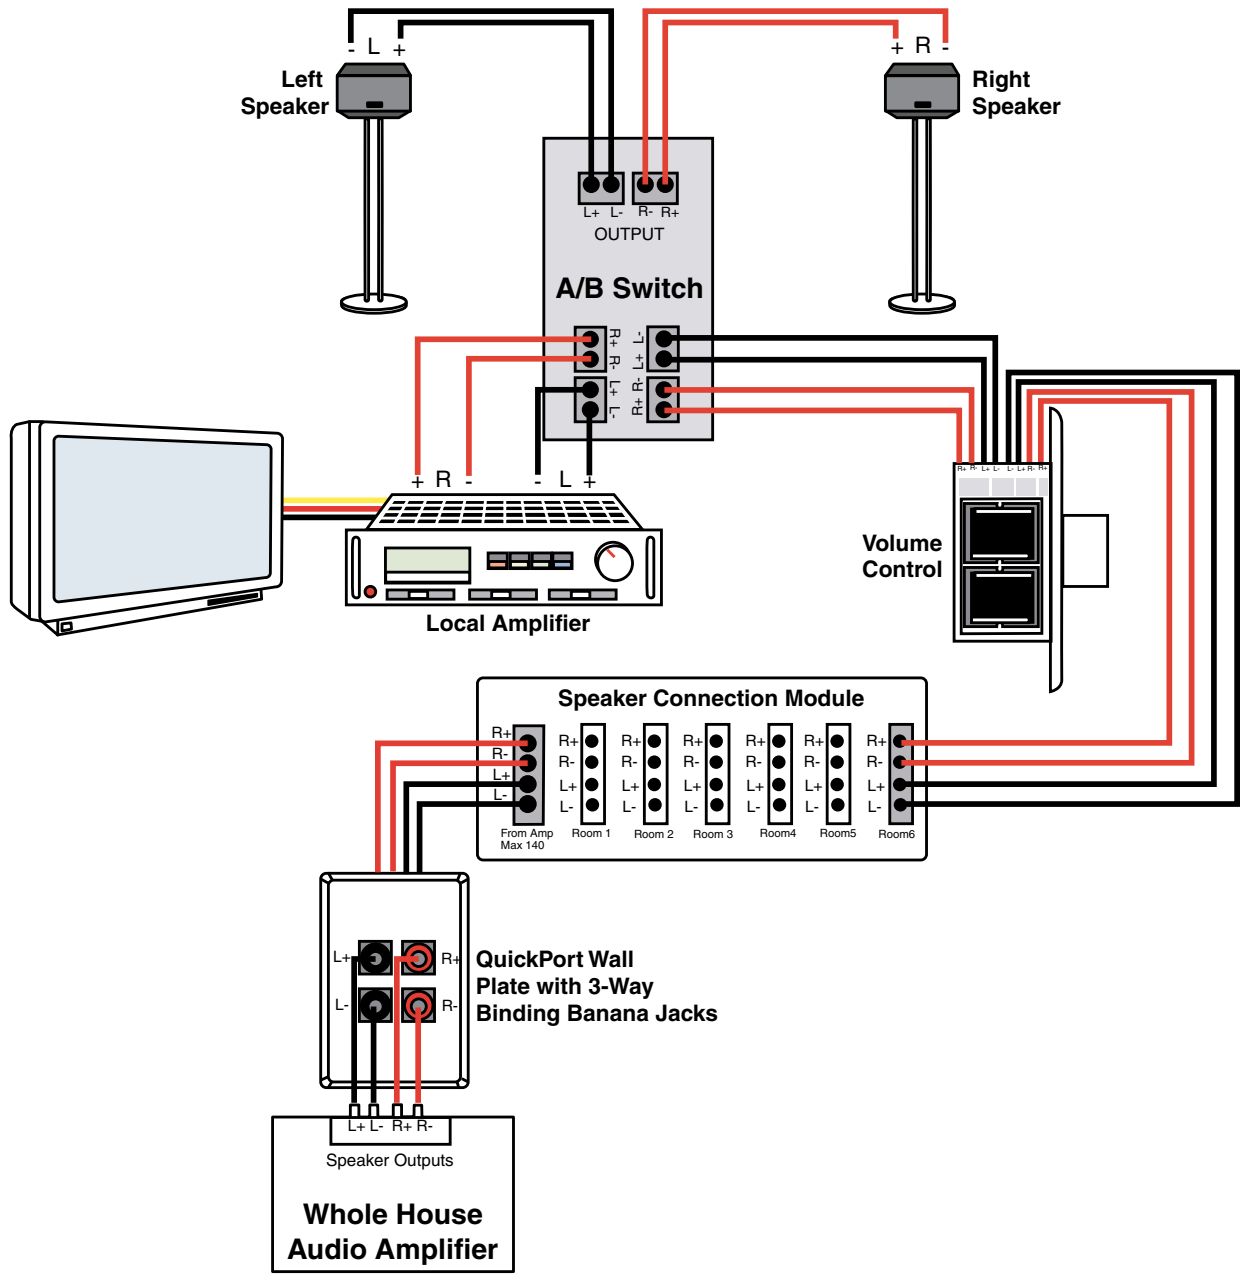 - L +
+ R -
Left
Speaker
Right
Speaker
L+ L- R- R+
OUTPUT
A/B Switch
R+
R-
L+
L-
L-
L+
R-
R+
+ R -
- L +
R+ R- L+ L- L- L+ R- R+
Volume
Control
Local Amplifier
Speaker Connection Module
R+ R+ R+ R+ R+ R+ R+
R- R- R- R- R- R- R-
L+ L+ L+ L+ L+ L+ L+
L- L- L- L- L- L- L-
From Amp Room 1 Room 2 Room 3 Room4 Room5 Room6
Max 140
L+ R+
L- R-
QuickPort Wall
Plate with 3-Way
Binding Banana Jacks
L+ L- R+ R-
Speaker Outputs
Whole House
Audio Amplifier